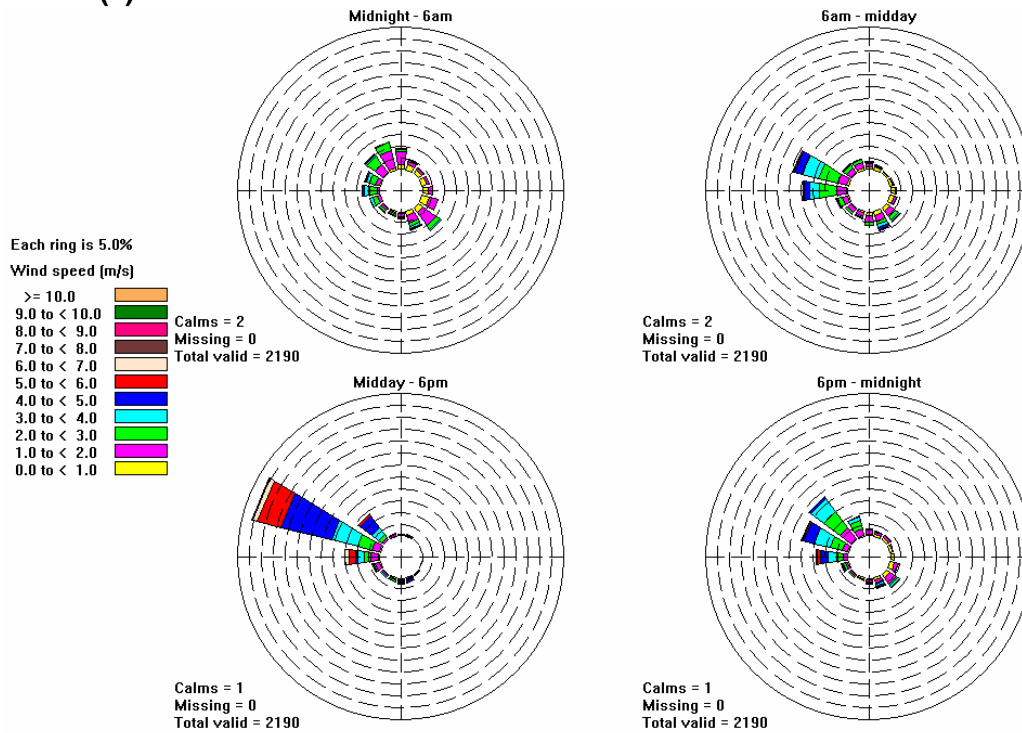 Midnight - 6am
6am - midday
Each ring is 5.0%
Wind speed (m/s)
>= 10.0
9.0 to < 10.0
8.0 to < 9.0
7.0 to < 8.0
6.0 to < 7.0
5.0 to < 6.0
4.0 to < 5.0
3.0 to < 4.0
2.0 to < 3.0
1.0 to < 2.0
0.0 to < 1.0
Calms = 2
Missing = 0
Total valid = 2190
Calms = 2
Missing = 0
Total valid = 2190
Midday - 6pm
6pm - midnight
Calms = 1
Missing = 0
Total valid = 2190
Calms = 1
Missing = 0
Total valid = 2190